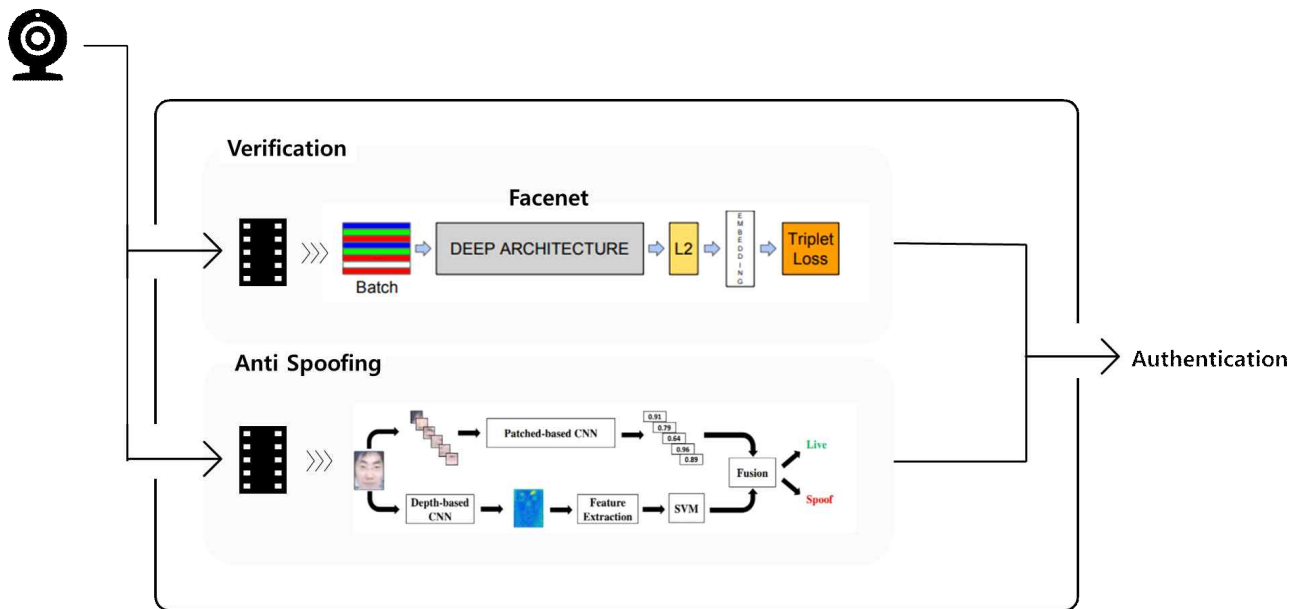 Verification
Facenet
DEEP ARCHITECTURE
L2
EMBEDDING
Triplet
Loss
Batch
Anti Spoofing
Authentication
Patched-based CNN
0.91
0.79
0.64
0.96
0.89
Live
Fusion
Spoof
Depth-based
CNN
Feature
Extraction
SVM